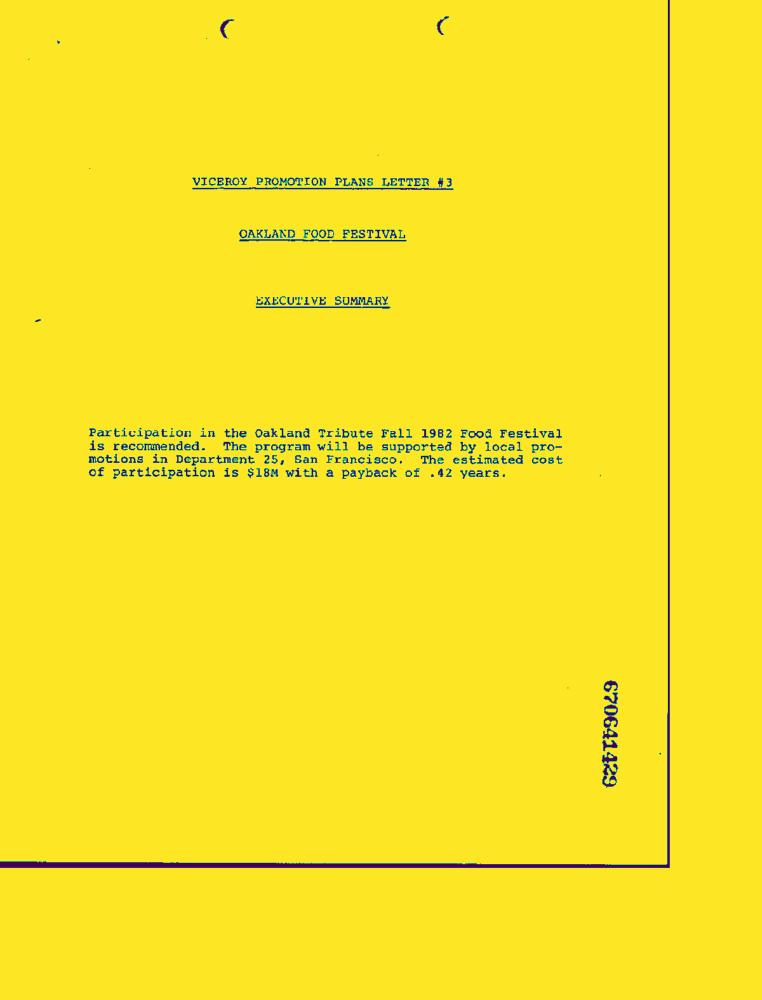 VICEROY PROMOTION PLANS LETTER #3
OAKLAND FOOD FESTIVAL
EXECUTIVE SUMMARY
Participation in the Oakland Tribute Fall 1982 Food Festival
is recommended. The program will be supported by local pro-
motions in Department 25, San Francisco. The estimated cost
of participation is $18M with a payback of .42 years.
670641429